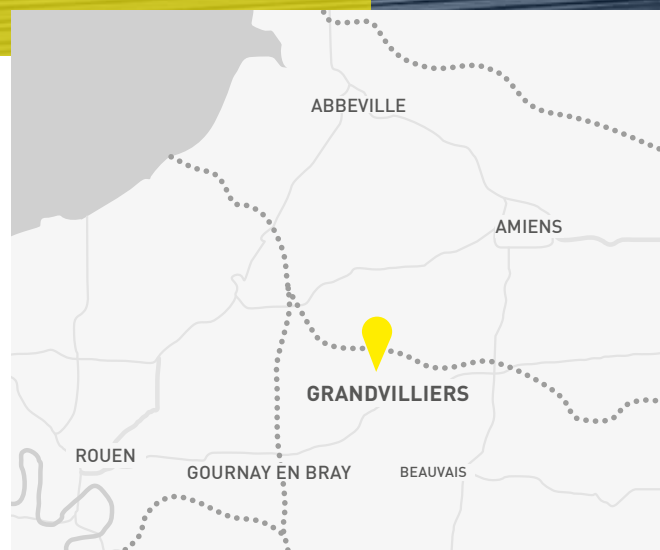 ABBEVILLE
AMIENS
GRANDVILLIERS
ROUEN
GOURNAY EN BRAY
BEAUVAIS